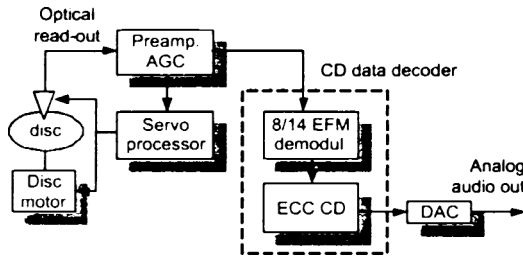 Optical
read-out
Preamp.
AGC
CD data decoder
disc
Servo
processor
8/14 EFM
demodul
Disc
motor
ECC CD
DAC
Analog
audio out